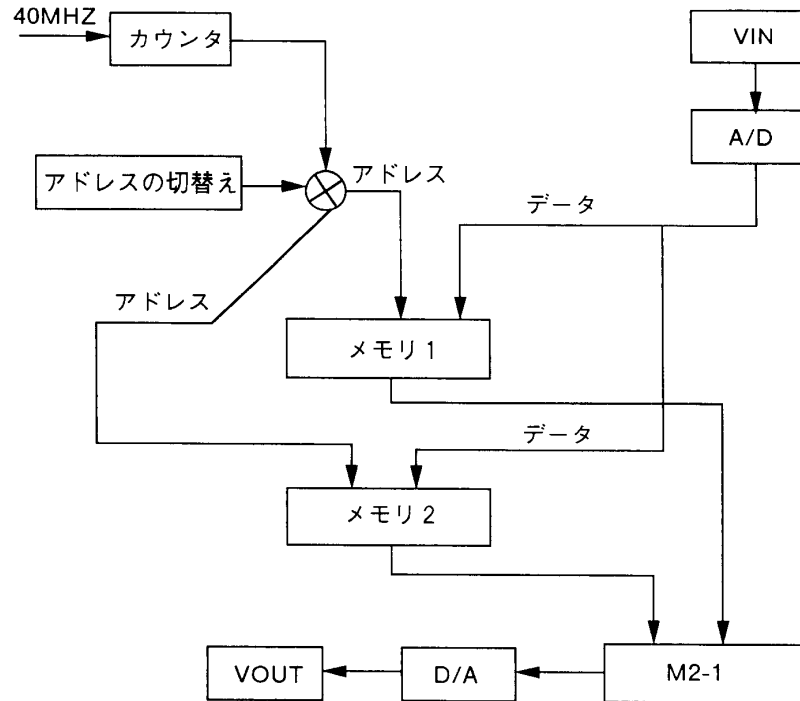 40MHZ
カウンタ
VIN
A/D
アドレスの切替え
アドレス
データ
アドレス
メモリ1
データ
メモリ2
VOUT
D/A
M2-1